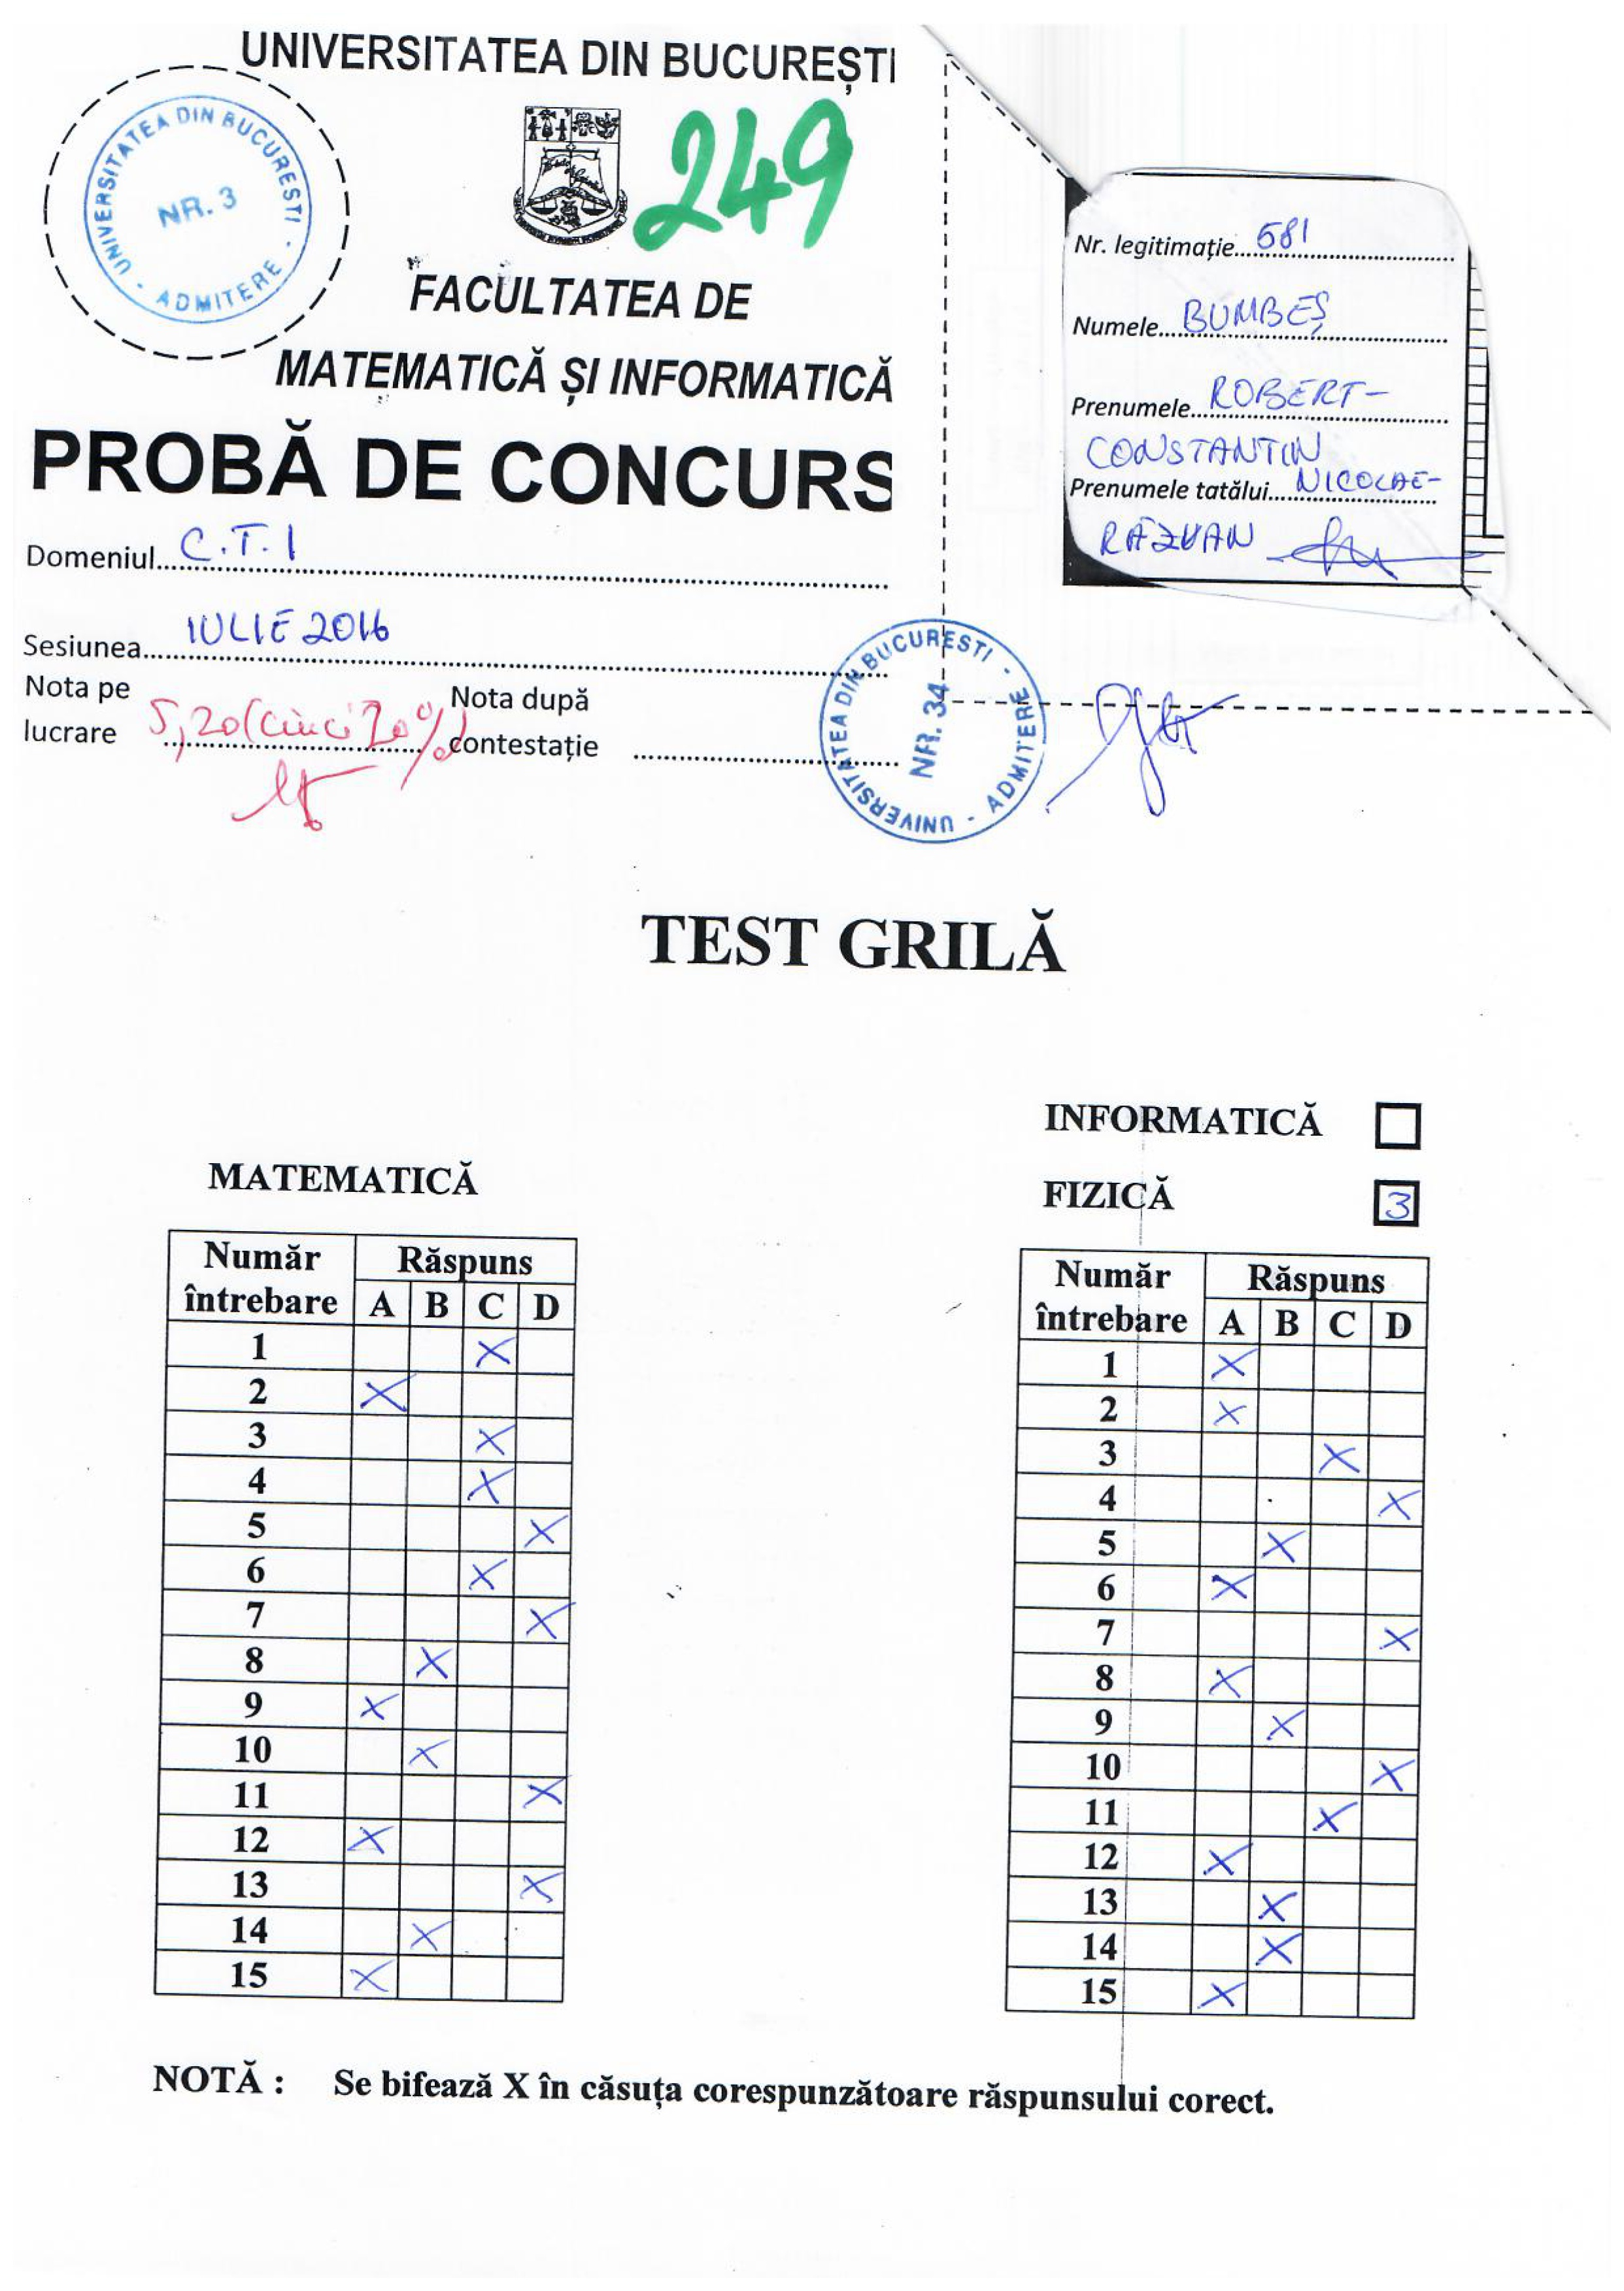 UNIVERSITATEA DIN BUCUREȘTI
UNIVERSITATEA DIN BUCURESTI - ADMITERE -
NR. 3
249
FACULTATEA DE
MATEMATICĂ ȘI INFORMATICĂ
PROBĂ DE CONCURS
Domeniul C.T.I
Sesiunea IULIE 2016
Nota pe
lucrare 5,20 (cinci 20%)
Nota după
contestație
Nr. legitimație 581
Numele BUMBEȘ
Prenumele ROBERT-
CONSTANTIN
Prenumele tatălui NICOLAE-
RĂZVAN
UNIVERSITATEA DIN BUCURESTI - ADMITERE -
NR. 34
TEST GRILĂ
INFORMATICĂ
MATEMATICĂ
FIZICĂ 3
Număr întrebare Răspuns
A B C D
1 X
2 X
3 X
4 X
5 X
6 X
7 X
8 X
9 X
10 X
11 X
12 X
13 X
14 X
15 X
Număr întrebare Răspuns
A B C D
1 X
2 X
3 X
4 X
5 X
6 X
7 X
8 X
9 X
10 X
11 X
12 X
13 X
14 X
15 X
NOTĂ : Se bifează X în căsuța corespunzătoare răspunsului corect.